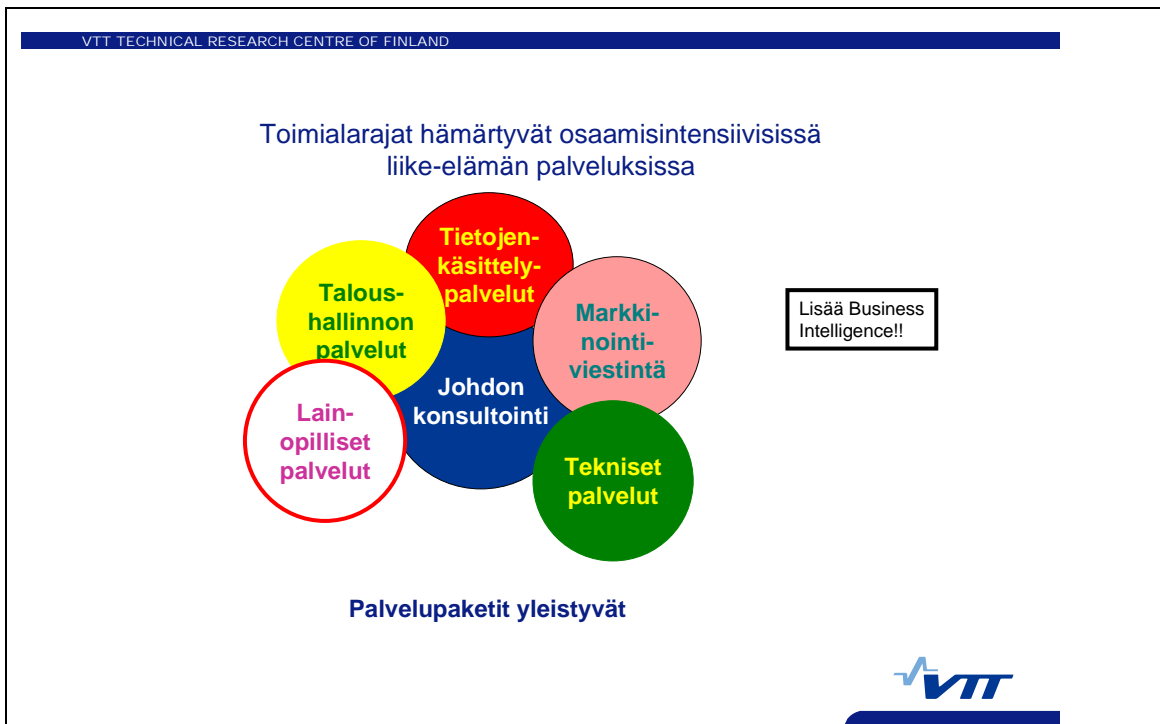 VTT TECHNICAL RESEARCH CENTRE OF FINLAND
Toimialarajat hämärtyvät osaamisintensiivisissä
liike-elämän palveluksissa
Tietojen-
käsittely-
palvelut
Talous-
hallinnon
palvelut
Markki-
nointi-
viestintä
Lisää Business
Intelligence!!
Johdon
konsultointi
Lain-
opilliset
palvelut
Tekniset
palvelut
Palvelupaketit yleistyvät
VTT